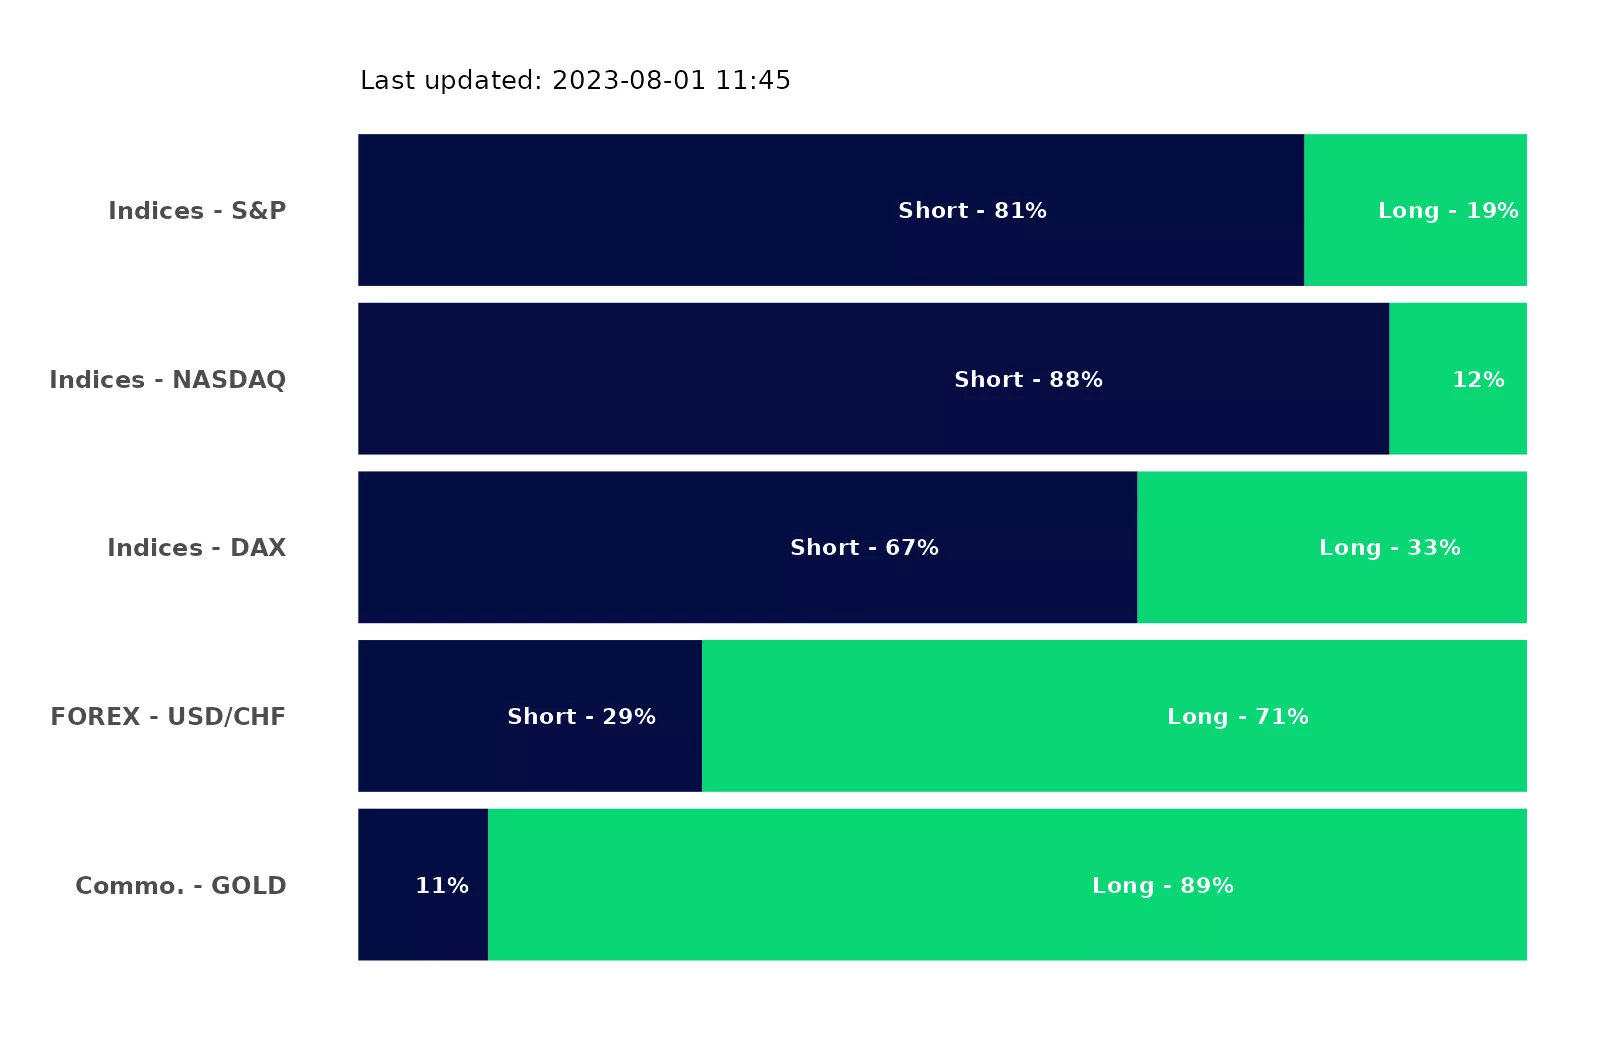 Last updated: 2023-08-01 11:45
Indices - S&P Short - 81% Long - 19%
Indices - NASDAQ Short - 88% 12%
Indices - DAX Short - 67% Long - 33%
FOREX - USD/CHF Short - 29% Long - 71%
Commo. - GOLD 11% Long - 89%